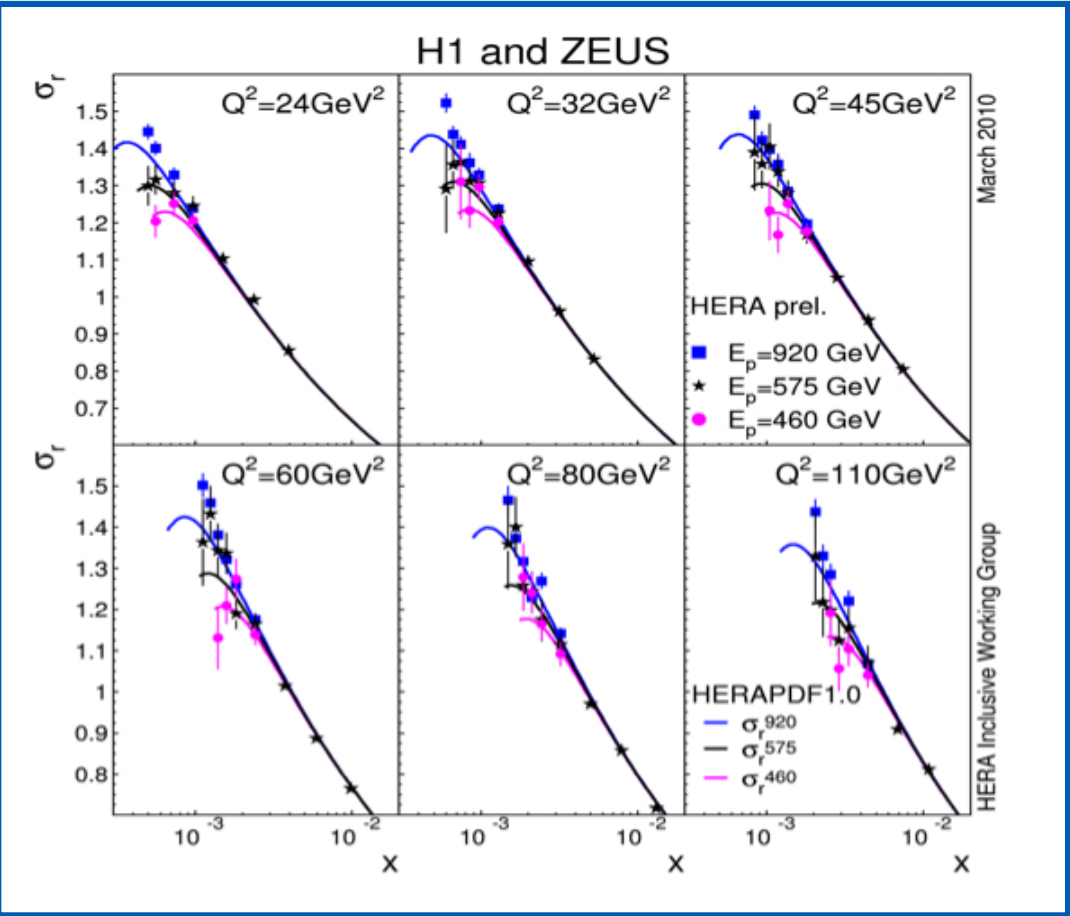 H1 and ZEUS
σr
Q²=24GeV²
Q²=32GeV²
Q²=45GeV²
March 2010
1.5
1.4
1.3
1.2
1.1
1
0.9
0.8
0.7
HERA prel.
Ep=920 GeV
Ep=575 GeV
Ep=460 GeV
σr
Q²=60GeV²
Q²=80GeV²
Q²=110GeV²
1.5
1.4
1.3
1.2
1.1
1
0.9
0.8
HERAPDF1.0
σr⁹²⁰
σr⁵⁷⁵
σr⁴⁶⁰
HERA Inclusive Working Group
10⁻³ 10⁻² 10⁻³ 10⁻² 10⁻³ 10⁻²
x x x